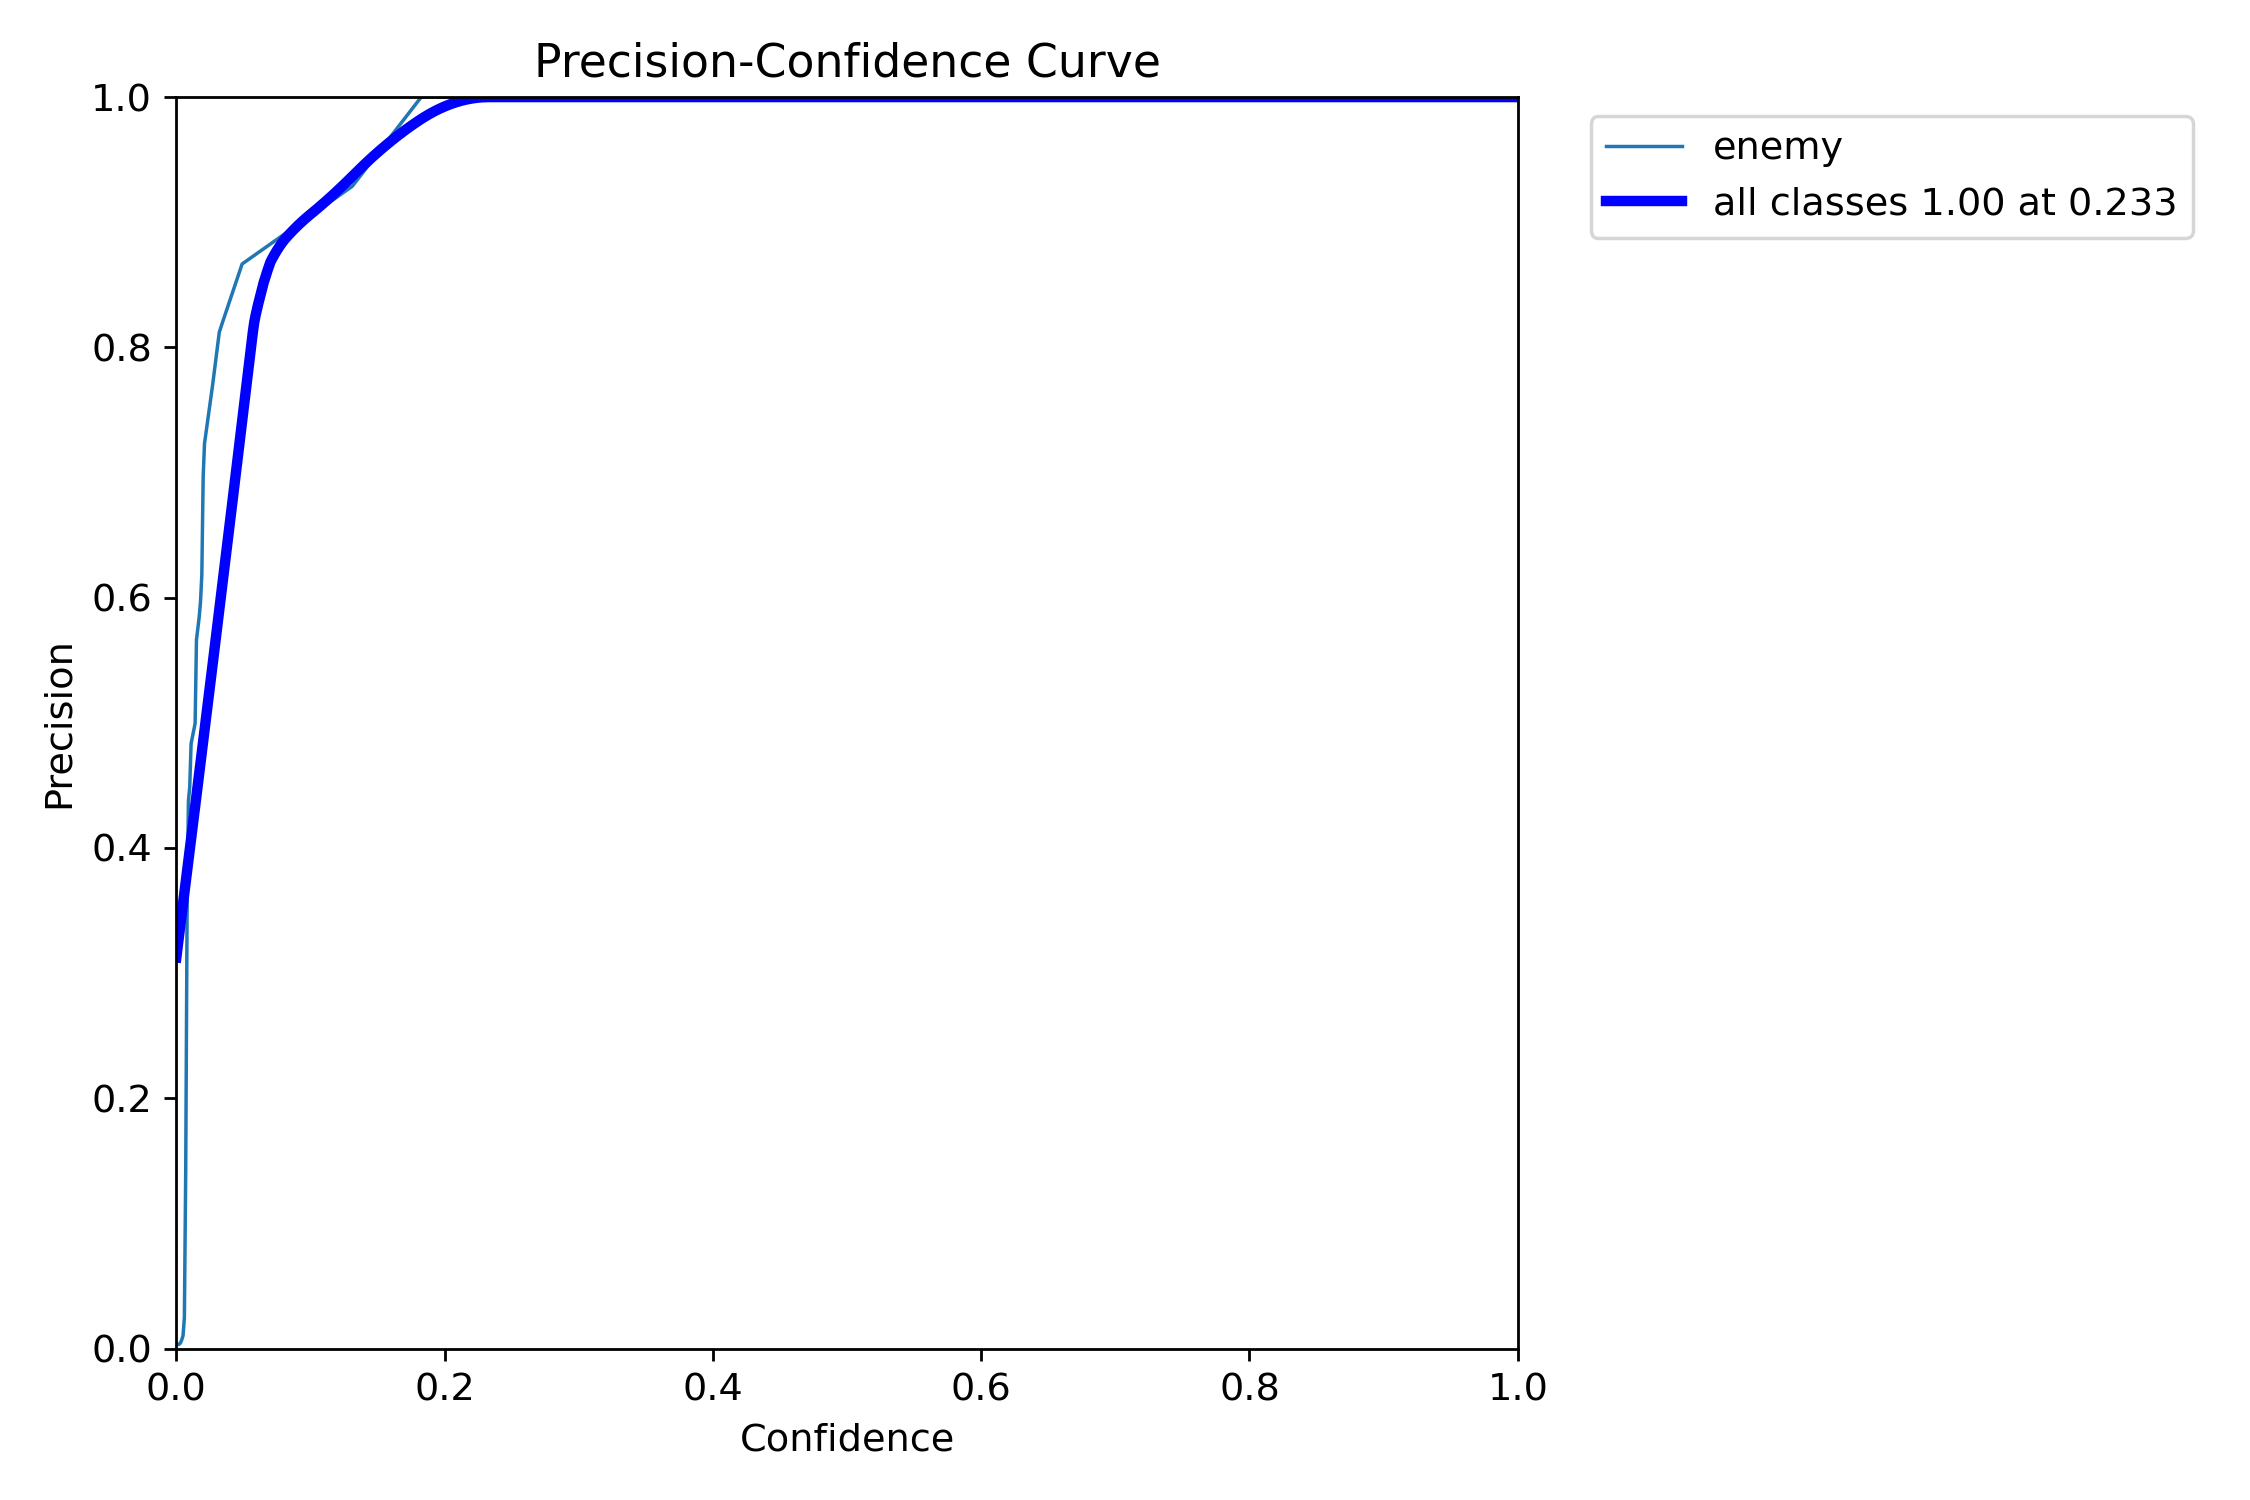 Precision-Confidence Curve
1.0
0.8
0.6
0.4
0.2
0.0
Precision
0.0 0.2 0.4 0.6 0.8 1.0
Confidence
enemy
all classes 1.00 at 0.233